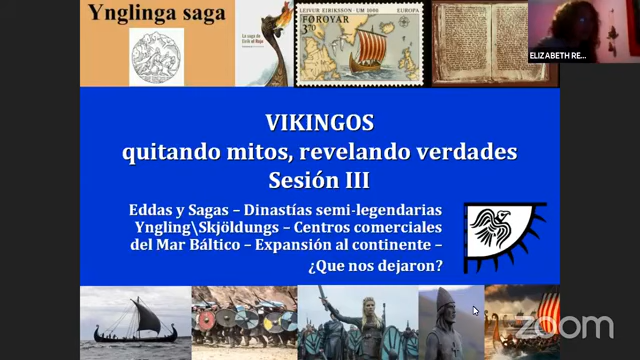 Ynglinga saga
La saga de
Erik el Rojo
LEIVUR EIRIKSSON · UM 1000
FØROYAR
370
EUROPA
ELIZABETH RE...
VIKINGOS
quitando mitos, revelando verdades
Sesión III
Eddas y Sagas – Dinastías semi-legendarias
Yngling\Skjöldungs – Centros comerciales
del Mar Báltico – Expansión al continente –
¿Que nos dejaron?
zoom